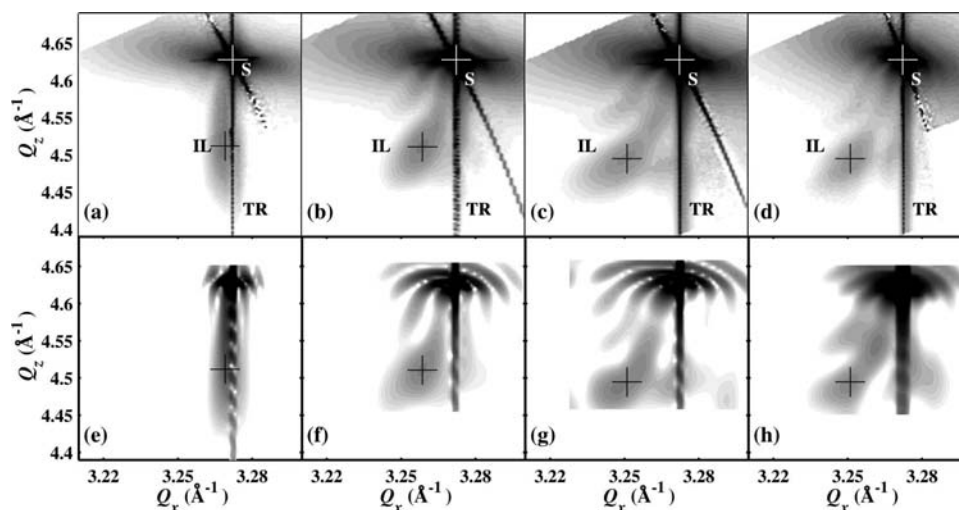 4.65
4.6
4.55
4.5
4.45
4.4
Q_z (Å⁻¹)
S
IL
TR
(a)
S
IL
TR
(b)
S
IL
TR
(c)
S
IL
TR
(d)
4.65
4.6
4.55
4.5
4.45
4.4
Q_z (Å⁻¹)
(e)
(f)
(g)
(h)
3.22 3.25 3.28 3.22 3.25 3.28 3.22 3.25 3.28 3.22 3.25 3.28
Q_x (Å⁻¹) Q_x (Å⁻¹) Q_x (Å⁻¹) Q_x (Å⁻¹)